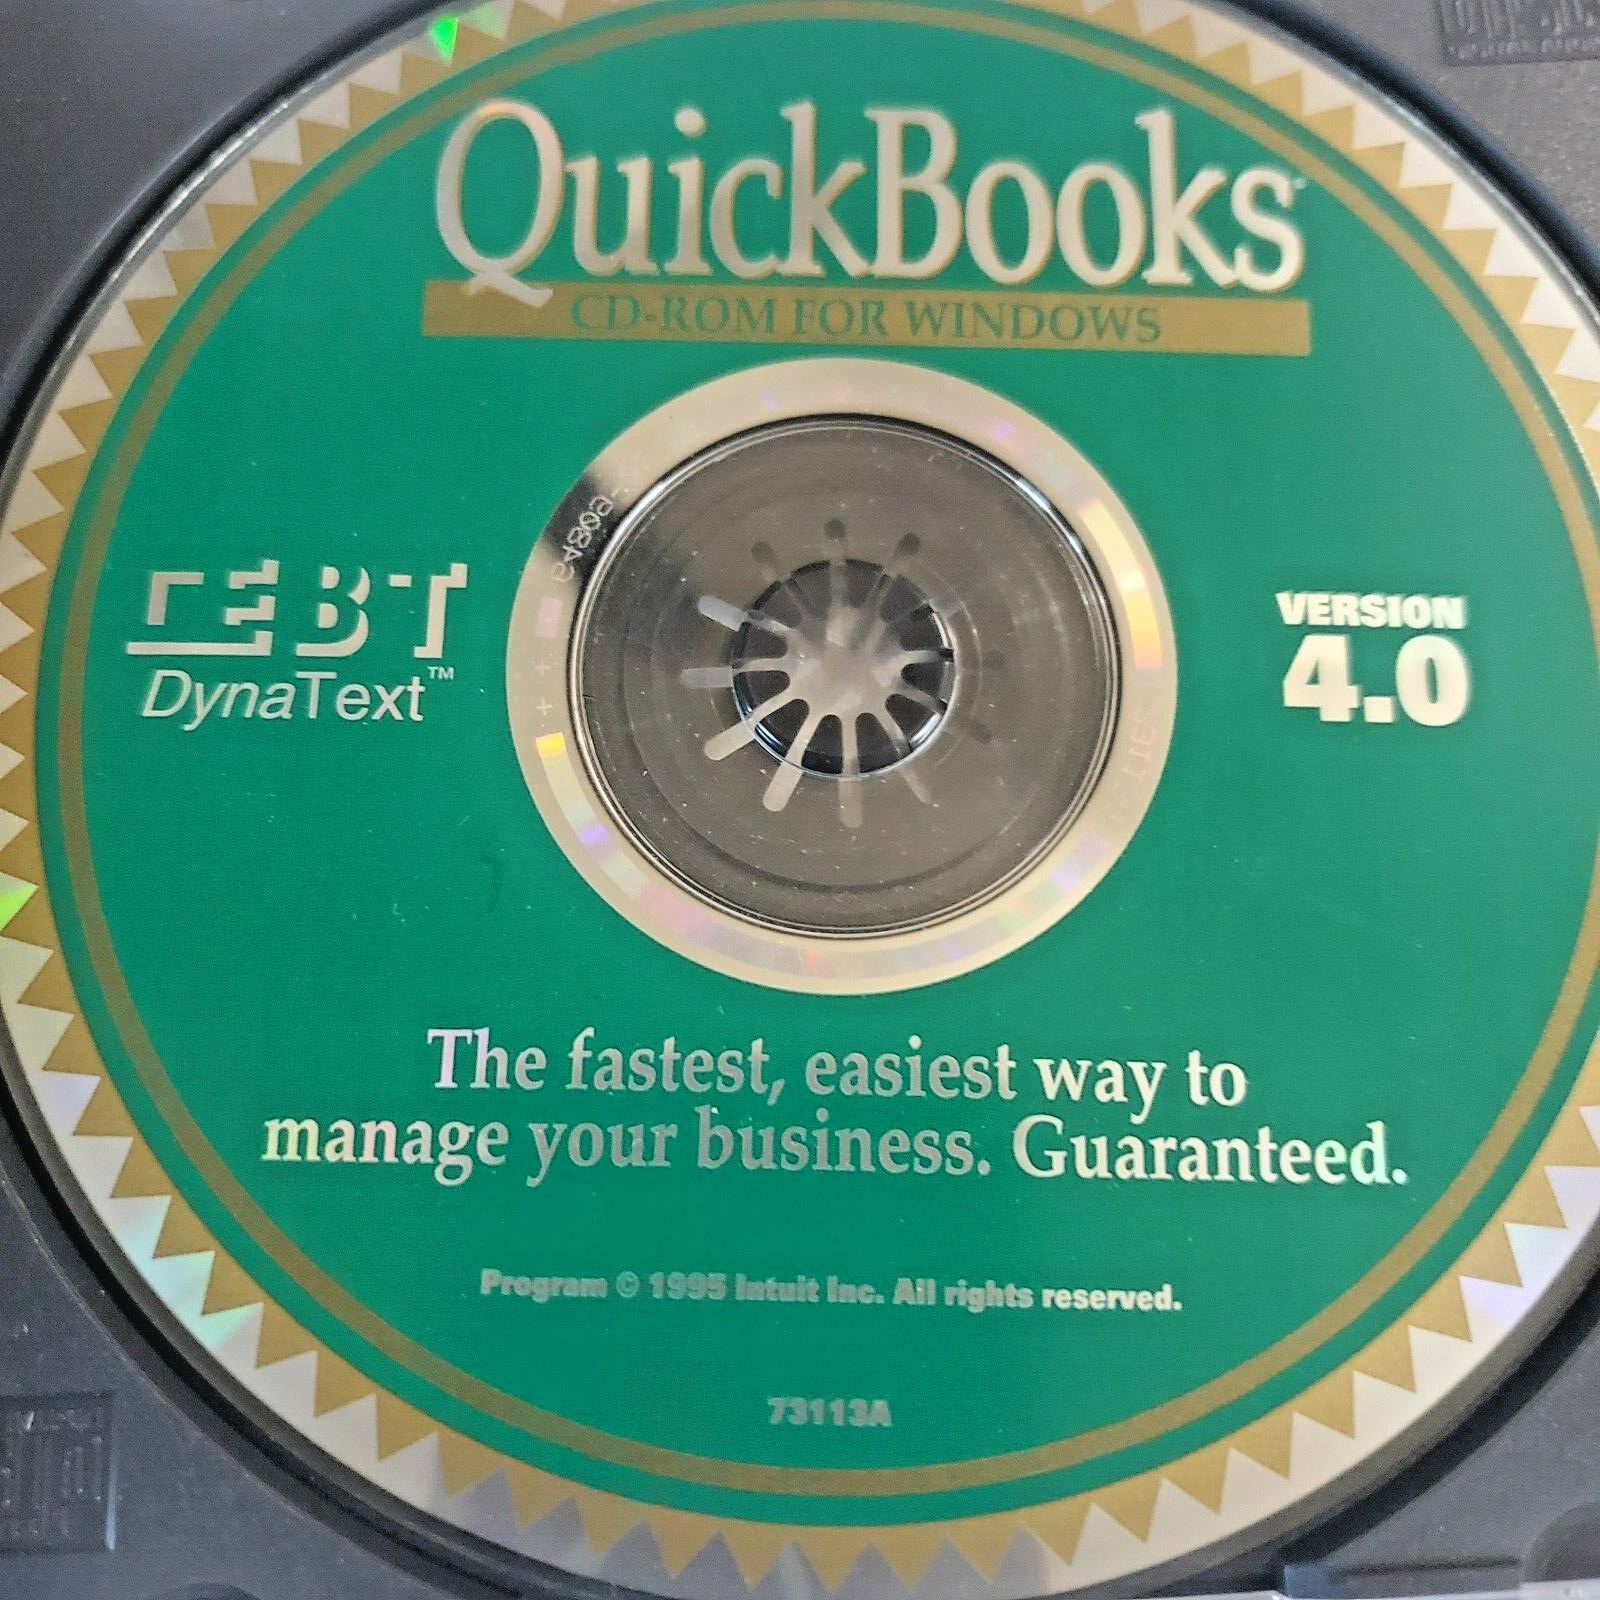 QuickBooks
CD-ROM FOR WINDOWS
EBT
DynaText™
VERSION
4.0
The fastest, easiest way to
manage your business. Guaranteed.
Program © 1995 Intuit Inc. All rights reserved.
73113A